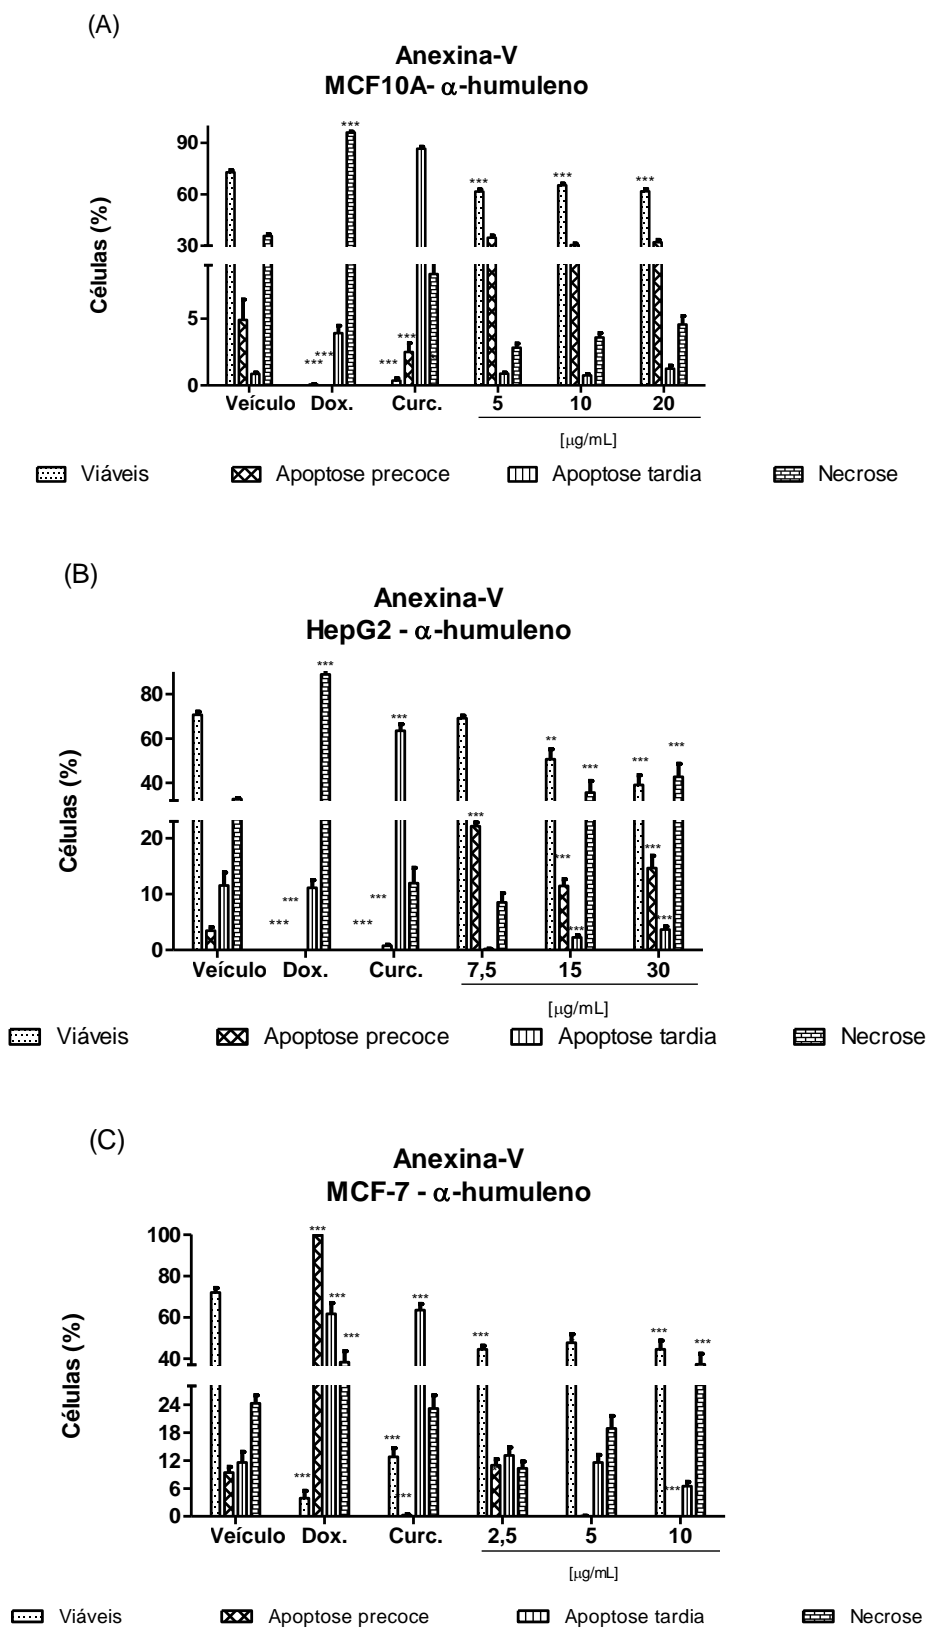 (A)
Anexina-V
MCF10A- α-humuleno
***
90
***
***
***
60
30
Células (%)
5
***
***
***
***
0
Veículo Dox. Curc. 5 10 20
[µg/mL]
Viáveis Apoptose precoce Apoptose tardia Necrose
(B)
Anexina-V
HepG2 - α-humuleno
***
80
***
60
**
***
***
***
40
Células (%)
20
***
***
***
10
***
***
***
***
***
***
0
Veículo Dox. Curc. 7,5 15 30
[µg/mL]
Viáveis Apoptose precoce Apoptose tardia Necrose
(C)
Anexina-V
MCF-7 - α-humuleno
100
***
80
***
***
60
***
***
***
***
40
Células (%)
24
18
***
12
***
6
***
***
0
Veículo Dox. Curc. 2,5 5 10
[µg/mL]
Viáveis Apoptose precoce Apoptose tardia Necrose